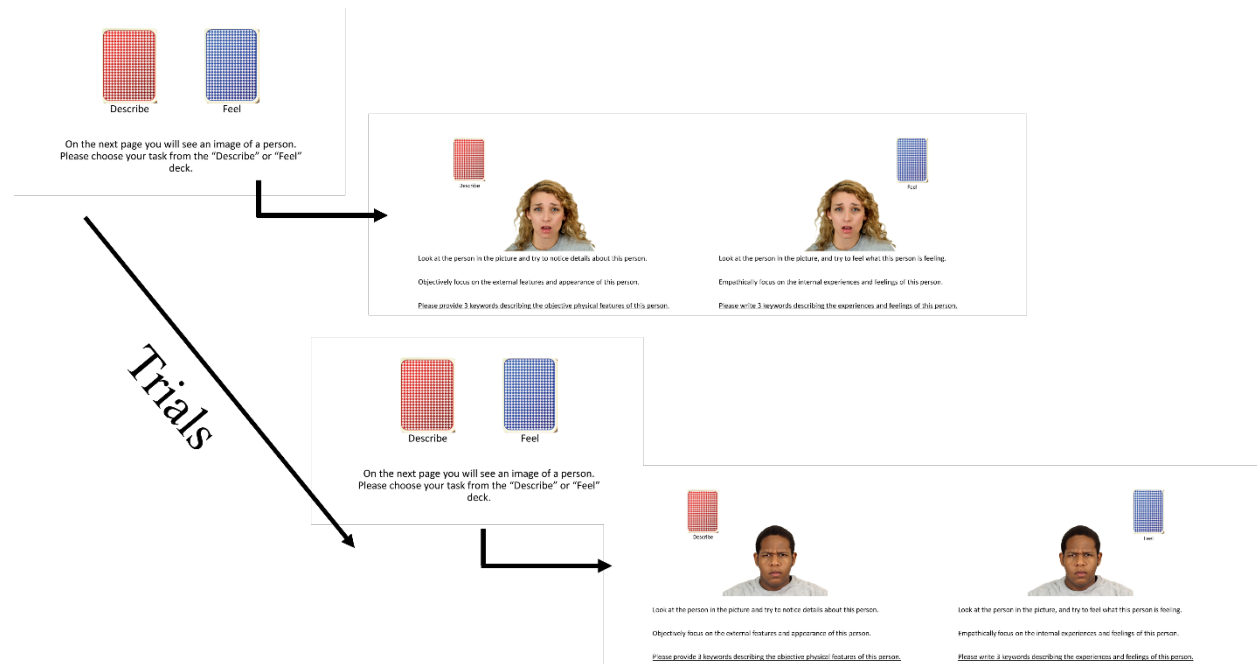 Describe
Feel
On the next page you will see an image of a person.
Please choose your task from the “Describe” or “Feel”
deck.
Describe
Look at the person in the picture and try to notice details about this person.
Objectively focus on the external features and appearance of this person.
Please provide 3 keywords describing the objective physical features of this person.
Feel
Look at the person in the picture, and try to feel what this person is feeling.
Empathically focus on the internal experiences and feelings of this person.
Please write 3 keywords describing the experiences and feelings of this person.
Trials
Describe
Feel
On the next page you will see an image of a person.
Please choose your task from the “Describe” or “Feel”
deck.
Describe
Look at the person in the picture and try to notice details about this person.
Objectively focus on the external features and appearance of this person.
Please provide 3 keywords describing the objective physical features of this person.
Feel
Look at the person in the picture, and try to feel what this person is feeling.
Empathically focus on the internal experiences and feelings of this person.
Please write 3 keywords describing the experiences and feelings of this person.